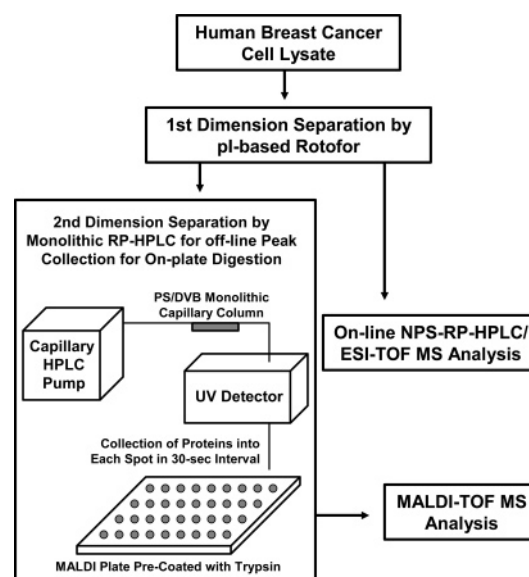 Human Breast Cancer
Cell Lysate
1st Dimension Separation by
pI-based Rotofor
2nd Dimension Separation by
Monolithic RP-HPLC for off-line Peak
Collection for On-plate Digestion
PS/DVB Monolithic
Capillary Column
Capillary
HPLC
Pump
UV Detector
Collection of Proteins into
Each Spot in 30-sec Interval
MALDI Plate Pre-Coated with Trypsin
On-line NPS-RP-HPLC/
ESI-TOF MS Analysis
MALDI-TOF MS
Analysis